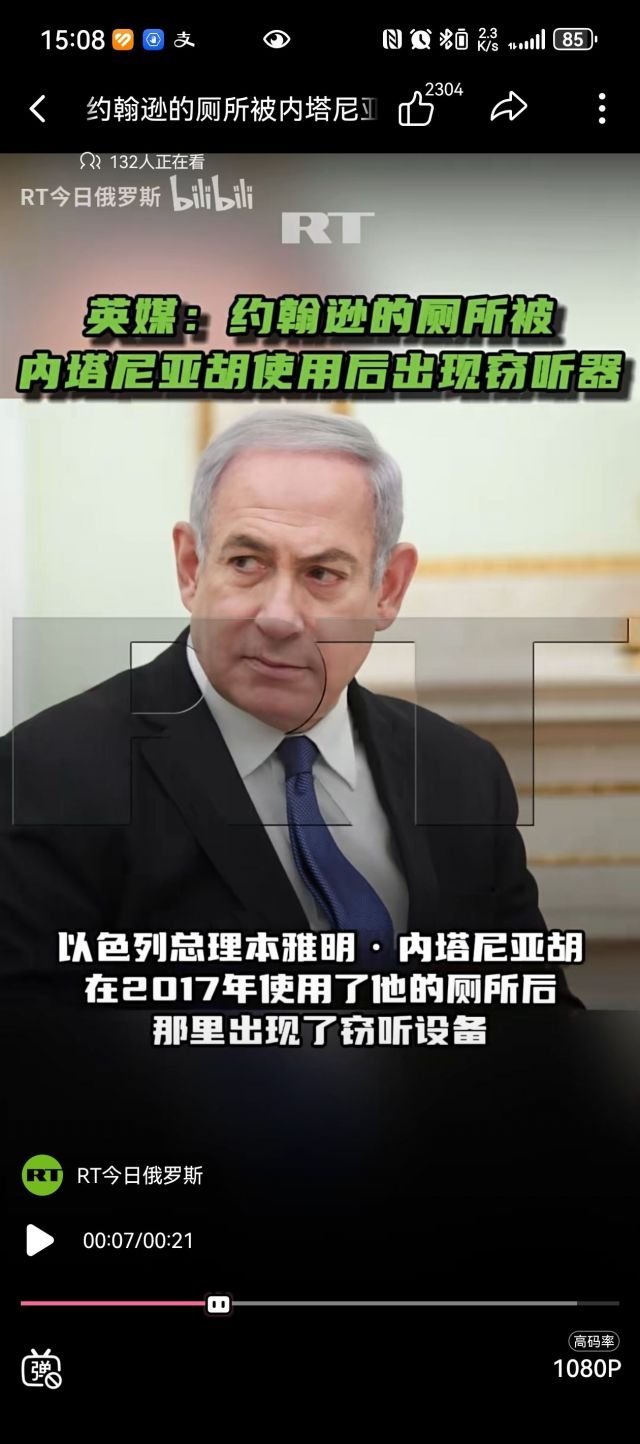 15:08
支
2.3
K/s
85
约翰逊的厕所被内塔尼亚
2304
132人正在看
RT今日俄罗斯
bilibili
RT
英媒：约翰逊的厕所被
内塔尼亚胡使用后出现窃听器
RT
以色列总理本雅明·内塔尼亚胡
在2017年使用了他的厕所后
那里出现了窃听设备
RT
RT今日俄罗斯
00:07/00:21
弹
高码率
1080P